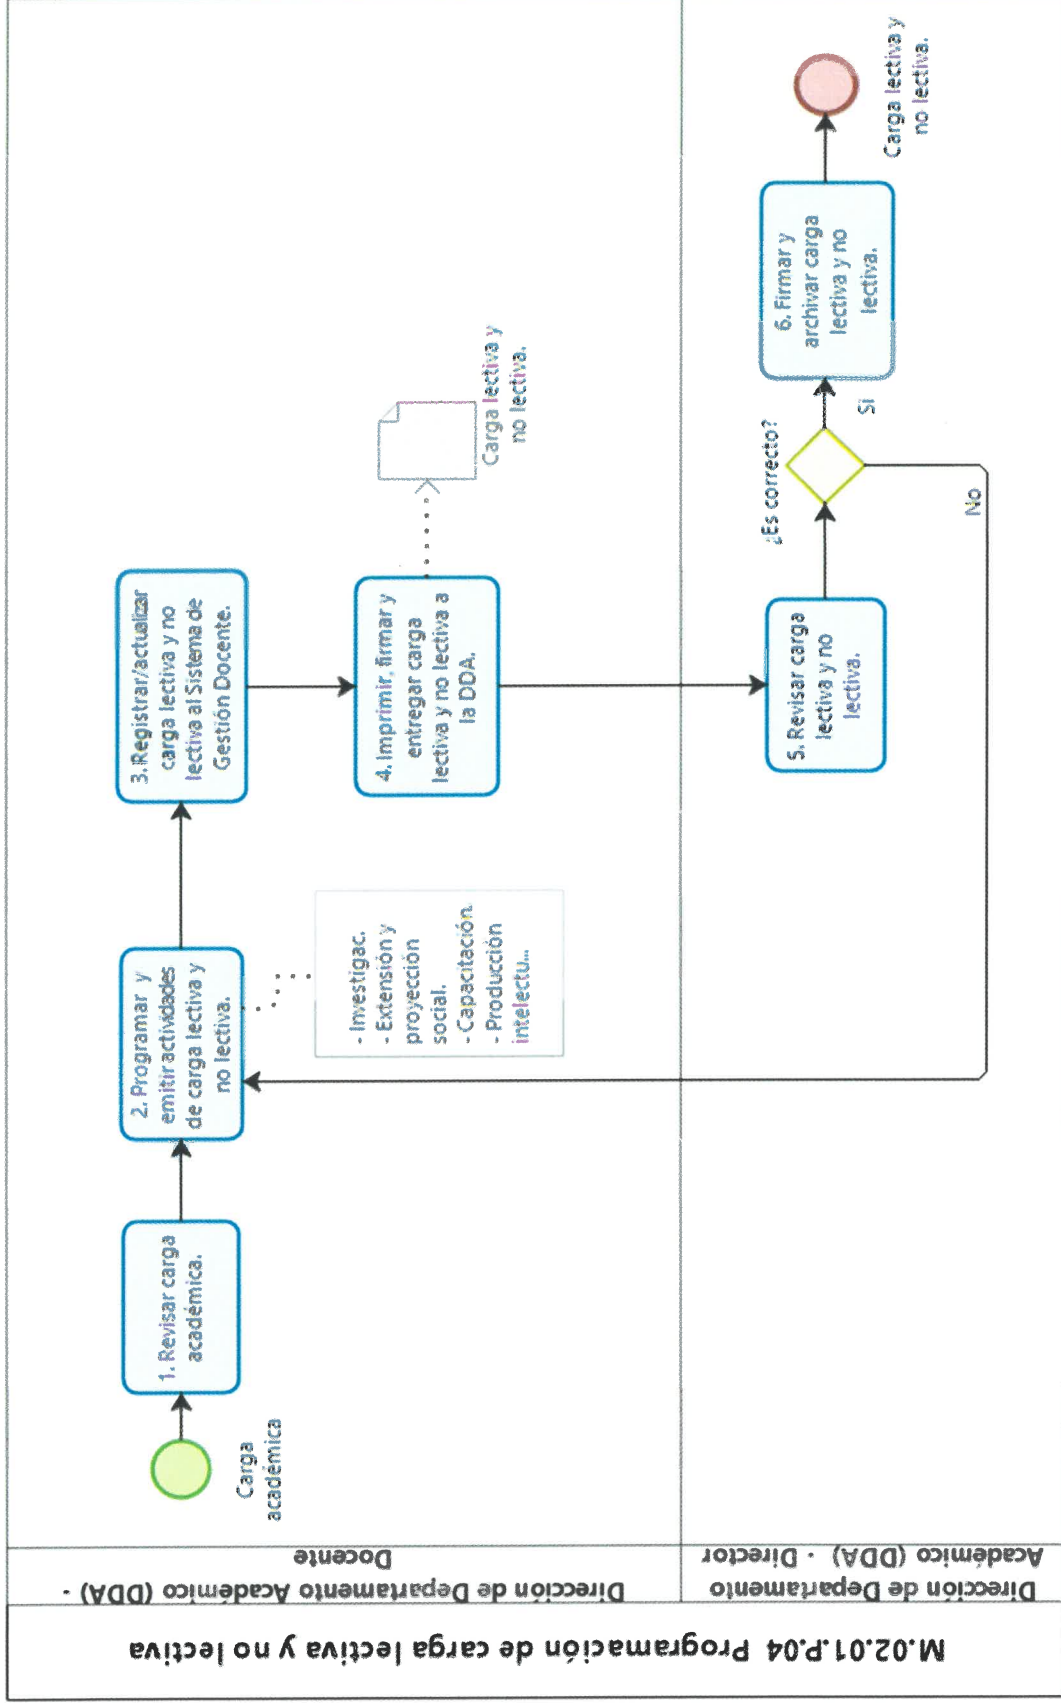 M.02.01.P.04 Programación de carga lectiva y no lectiva
Dirección de Departamento Académico (DDA) -
Docente
Carga
académica
1. Revisar carga
académica.
2. Programar y
emitir actividades
de carga lectiva y
no lectiva.
- Investigac.
- Extensión y
proyección
social.
- Capacitación.
- Producción
intelectu...
3. Registrar/actualizar
carga lectiva y no
lectiva al Sistema de
Gestión Docente.
4. Imprimir, firmar y
entregar carga
lectiva y no lectiva a
la DDA.
Carga lectiva y
no lectiva.
Dirección de Departamento
Académico (DDA) - Director
5. Revisar carga
lectiva y no
lectiva.
¿Es correcto?
Si
No
6. Firmar y
archivar carga
lectiva y no
lectiva.
Carga lectiva y
no lectiva.